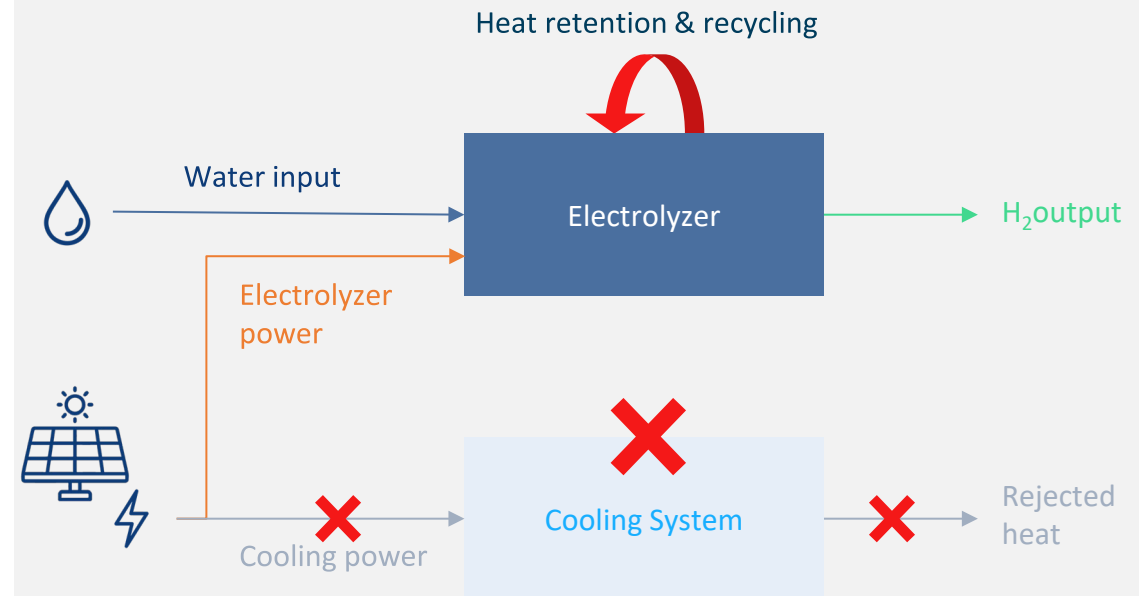 Heat retention & recycling
Water input
Electrolyzer
H₂output
Electrolyzer
power
Cooling System
Rejected
heat
Cooling power